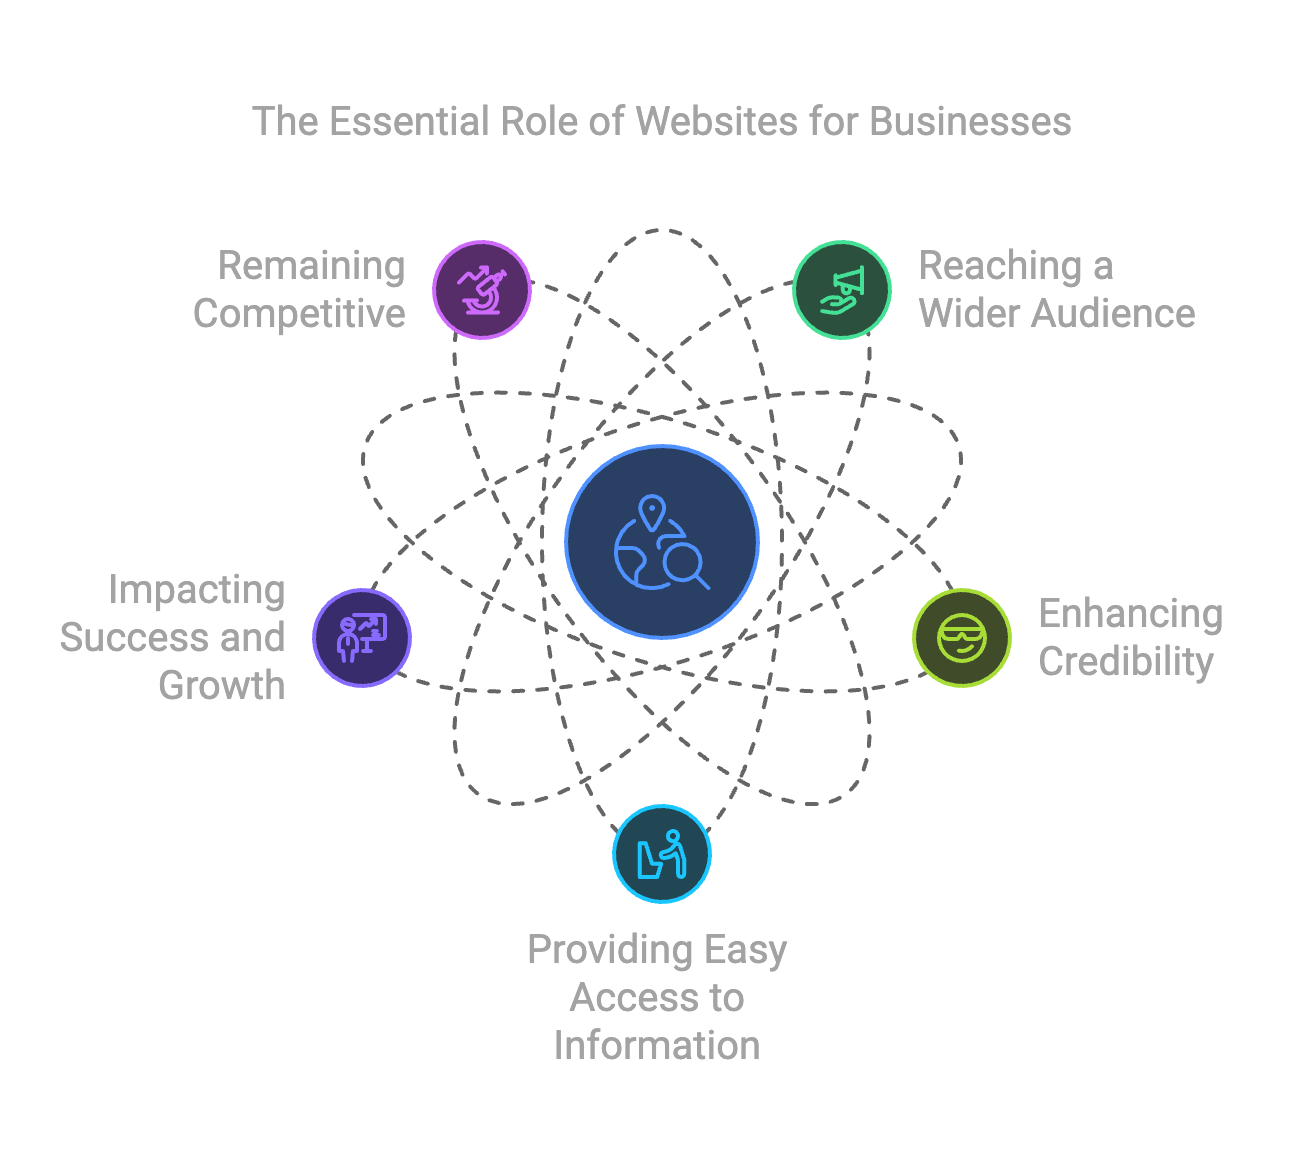 The Essential Role of Websites for Businesses
Remaining
Competitive
Reaching a
Wider Audience
Impacting
Success and
Growth
Enhancing
Credibility
Providing Easy
Access to
Information